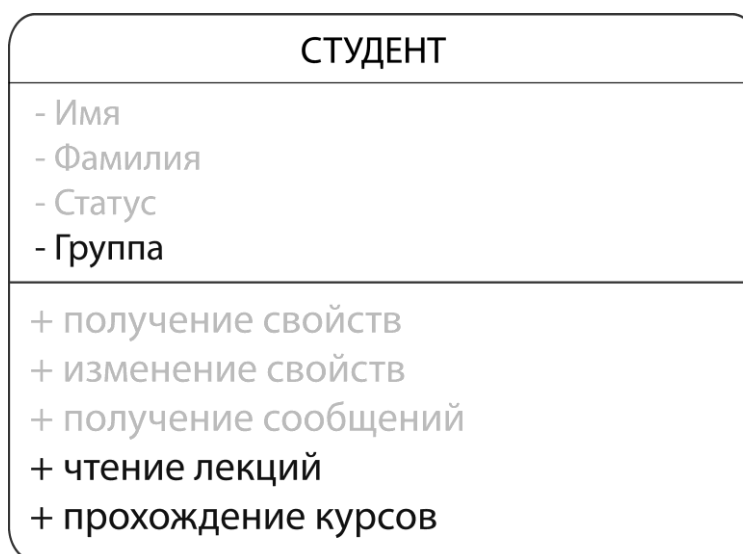 СТУДЕНТ
- Имя
- Фамилия
- Статус
- Группа
+ получение свойств
+ изменение свойств
+ получение сообщений
+ чтение лекций
+ прохождение курсов